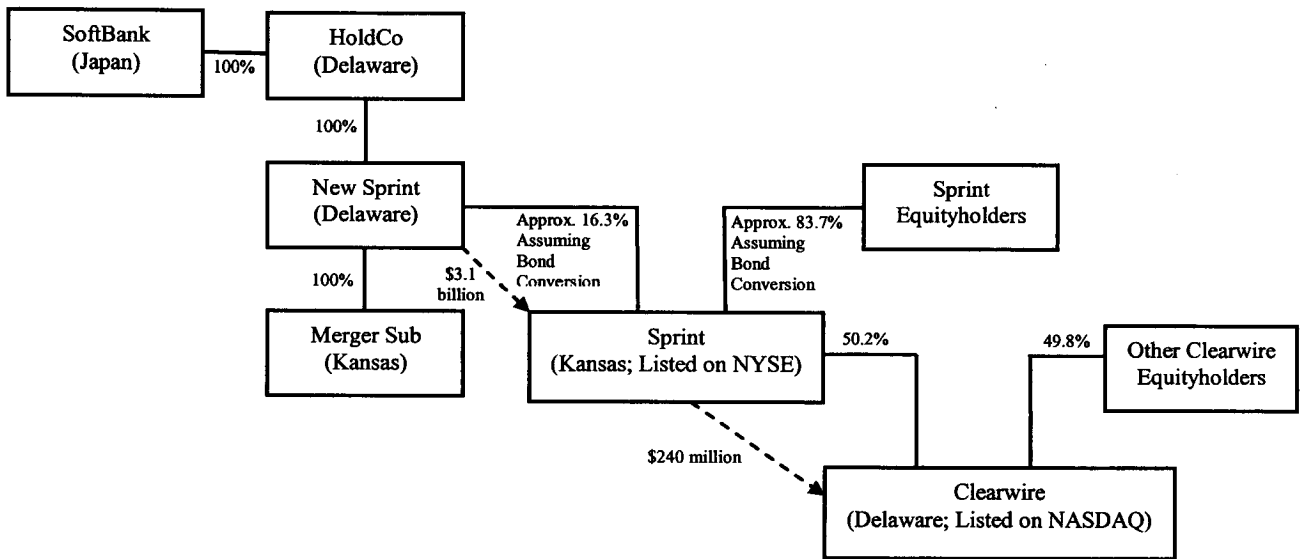 SoftBank
(Japan)
100%
HoldCo
(Delaware)
100%
New Sprint
(Delaware)
Approx. 16.3%
Assuming
Bond
Conversion
Approx. 83.7%
Assuming
Bond
Conversion
Sprint
Equityholders
100%
$3.1
billion
Merger Sub
(Kansas)
Sprint
(Kansas; Listed on NYSE)
50.2%
49.8%
Other Clearwire
Equityholders
$240 million
Clearwire
(Delaware; Listed on NASDAQ)